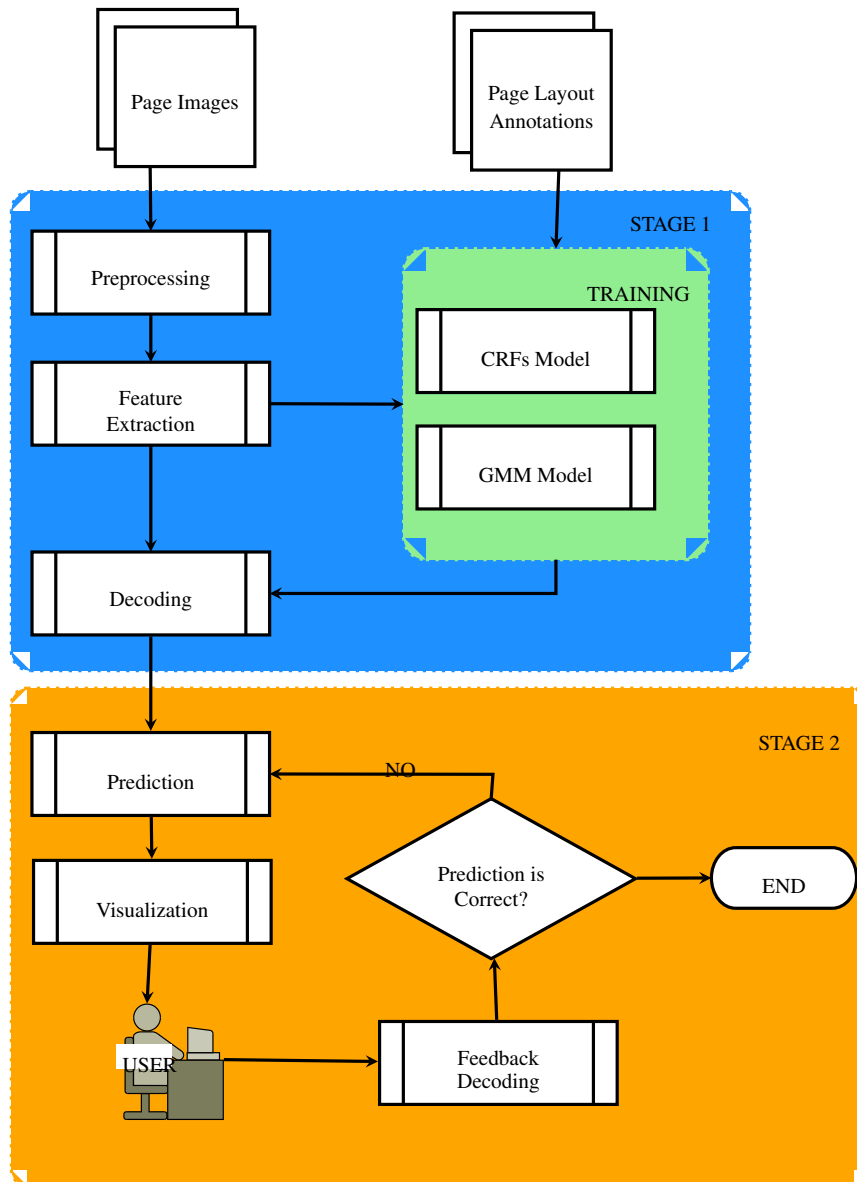 Page Images
Page Layout
Annotations
STAGE 1
Preprocessing
TRAINING
CRFs Model
Feature
Extraction
GMM Model
Decoding
STAGE 2
Prediction
NO
Prediction is
Correct?
END
Visualization
USER
Feedback
Decoding